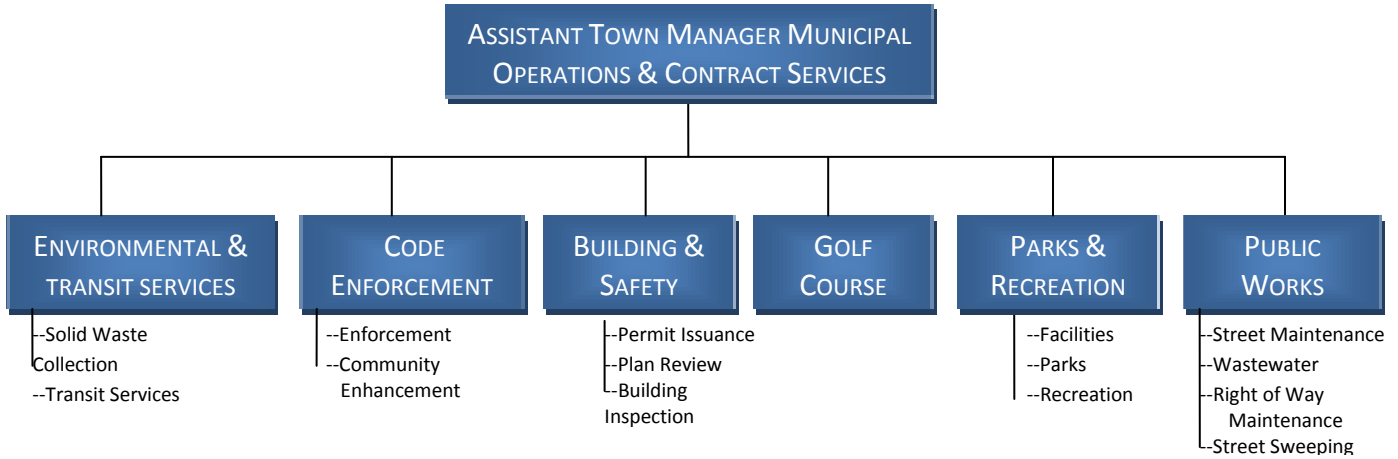 ASSISTANT TOWN MANAGER MUNICIPAL
OPERATIONS & CONTRACT SERVICES
ENVIRONMENTAL &
TRANSIT SERVICES
--Solid Waste
Collection
--Transit Services
CODE
ENFORCEMENT
--Enforcement
--Community
Enhancement
BUILDING &
SAFETY
--Permit Issuance
--Plan Review
--Building
Inspection
GOLF
COURSE
PARKS &
RECREATION
--Facilities
--Parks
--Recreation
PUBLIC
WORKS
--Street Maintenance
--Wastewater
--Right of Way
Maintenance
--Street Sweeping